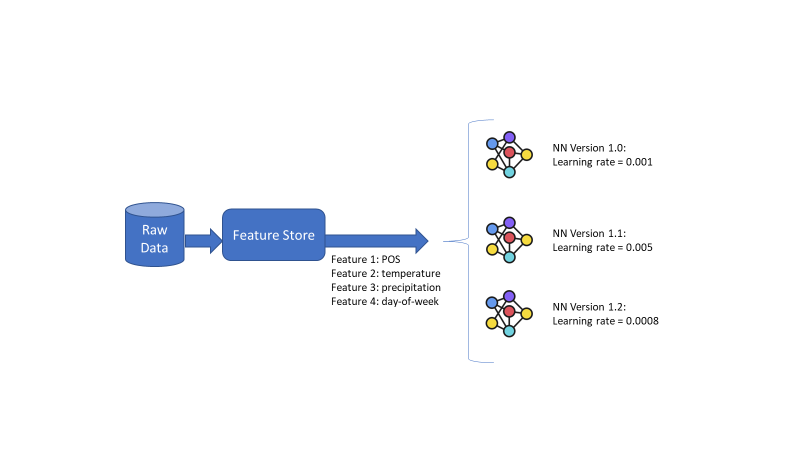 Raw
Data
Feature Store
Feature 1: POS
Feature 2: temperature
Feature 3: precipitation
Feature 4: day-of-week
NN Version 1.0:
Learning rate = 0.001
NN Version 1.1:
Learning rate = 0.005
NN Version 1.2:
Learning rate = 0.0008